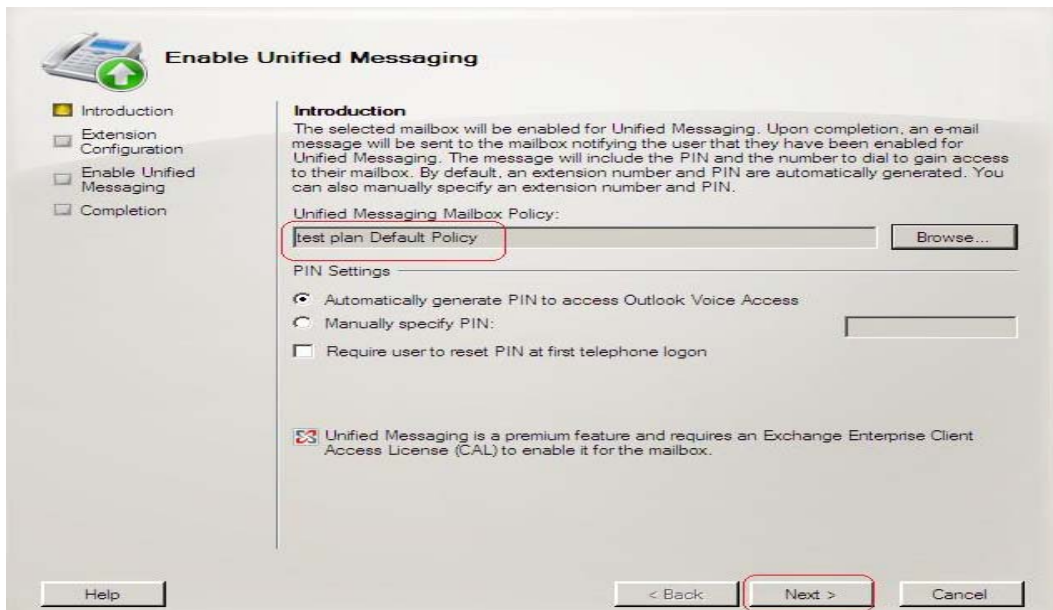 Enable Unified Messaging
Introduction
Extension
Configuration
Enable Unified
Messaging
Completion
Introduction
The selected mailbox will be enabled for Unified Messaging. Upon completion, an e-mail
message will be sent to the mailbox notifying the user that they have been enabled for
Unified Messaging. The message will include the PIN and the number to dial to gain access
to their mailbox. By default, an extension number and PIN are automatically generated. You
can also manually specify an extension number and PIN.
Unified Messaging Mailbox Policy:
test plan Default Policy
Browse...
PIN Settings
Automatically generate PIN to access Outlook Voice Access
Manually specify PIN:
Require user to reset PIN at first telephone logon
Unified Messaging is a premium feature and requires an Exchange Enterprise Client
Access License (CAL) to enable it for the mailbox.
Help
< Back
Next >
Cancel